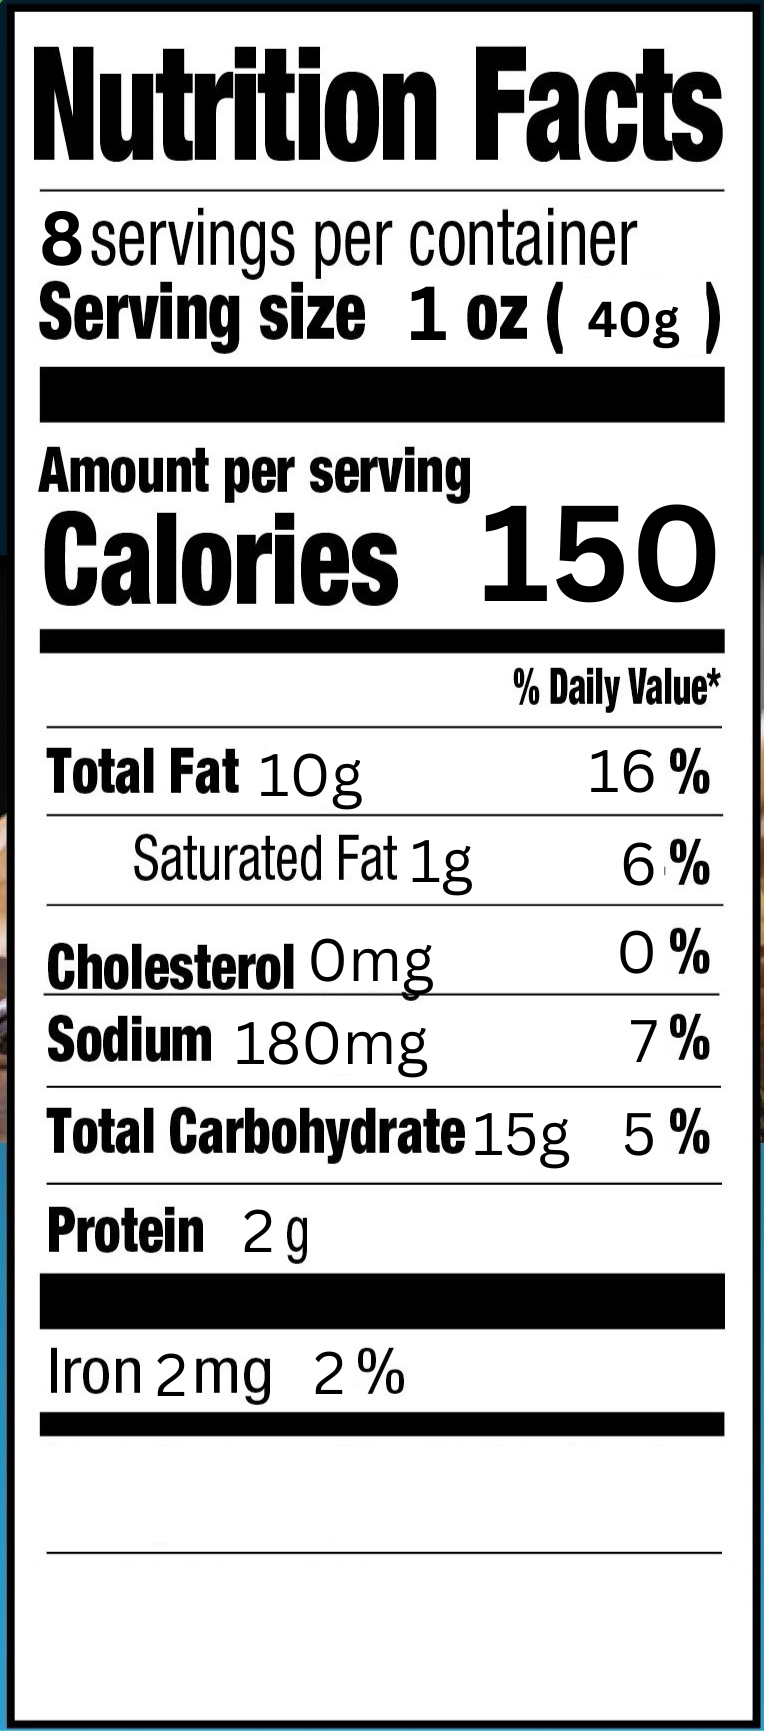 Nutrition Facts
8 servings per container
Serving size 1 oz ( 40g )
Amount per serving
Calories 150
% Daily Value*
Total Fat 10g 16 %
Saturated Fat 1g 6 %
Cholesterol 0mg 0 %
Sodium 180mg 7 %
Total Carbohydrate 15g 5 %
Protein 2 g
Iron 2mg 2 %